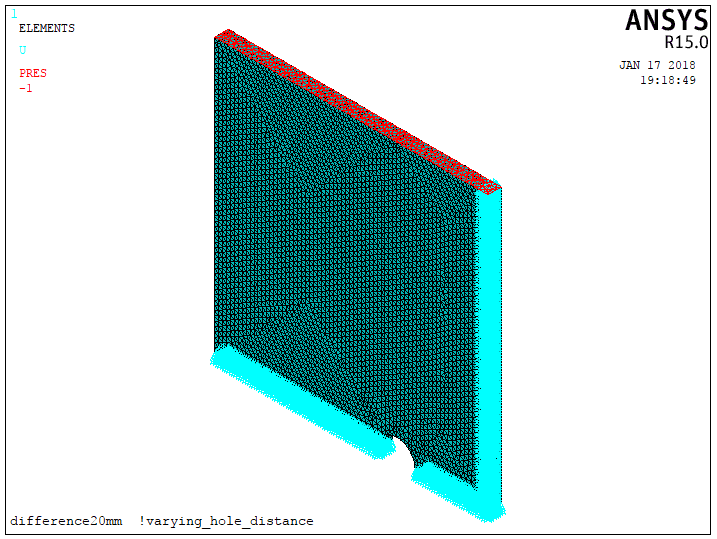 1
ELEMENTS
U
PRES
-1
ANSYS
R15.0
JAN 17 2018
19:18:49
difference20mm  !varying_hole_distance